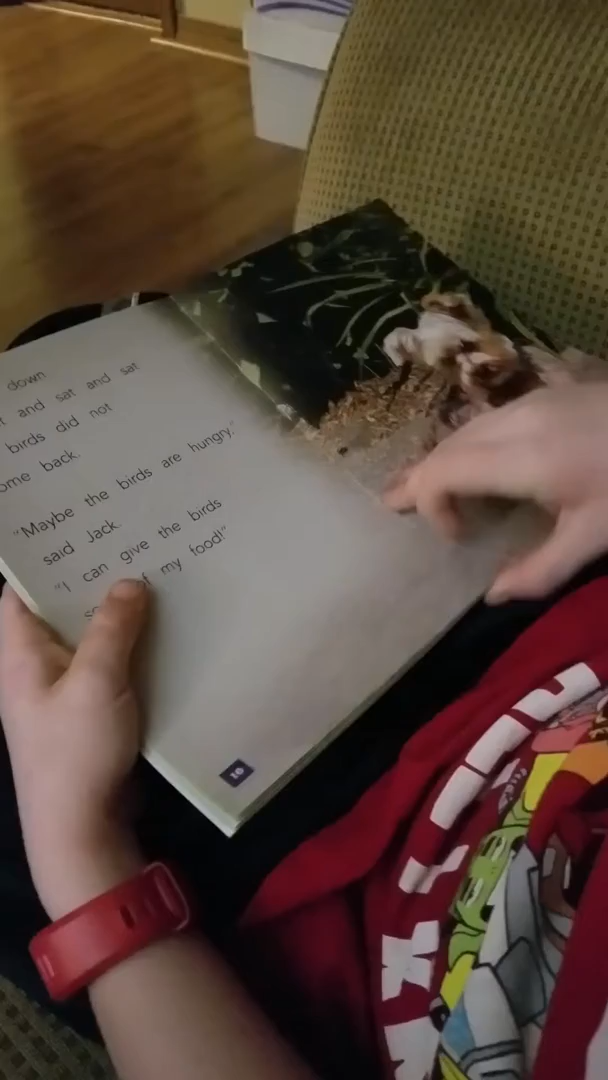 down
and sat and sat
birds did not
ome back.
"Maybe the birds are hungry,"
said Jack.
"I can give the birds
my food!"
10